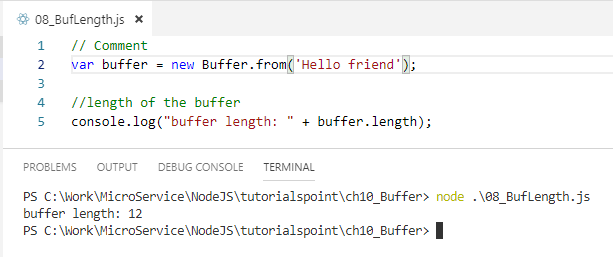 08_BufLength.js ×
1 // Comment
2 var buffer = new Buffer.from('Hello friend');
3
4 //length of the buffer
5 console.log("buffer length: " + buffer.length);
PROBLEMS OUTPUT DEBUG CONSOLE TERMINAL
PS C:\Work\MicroService\NodeJS\tutorialspoint\ch10_Buffer> node .\08_BufLength.js
buffer length: 12
PS C:\Work\MicroService\NodeJS\tutorialspoint\ch10_Buffer>